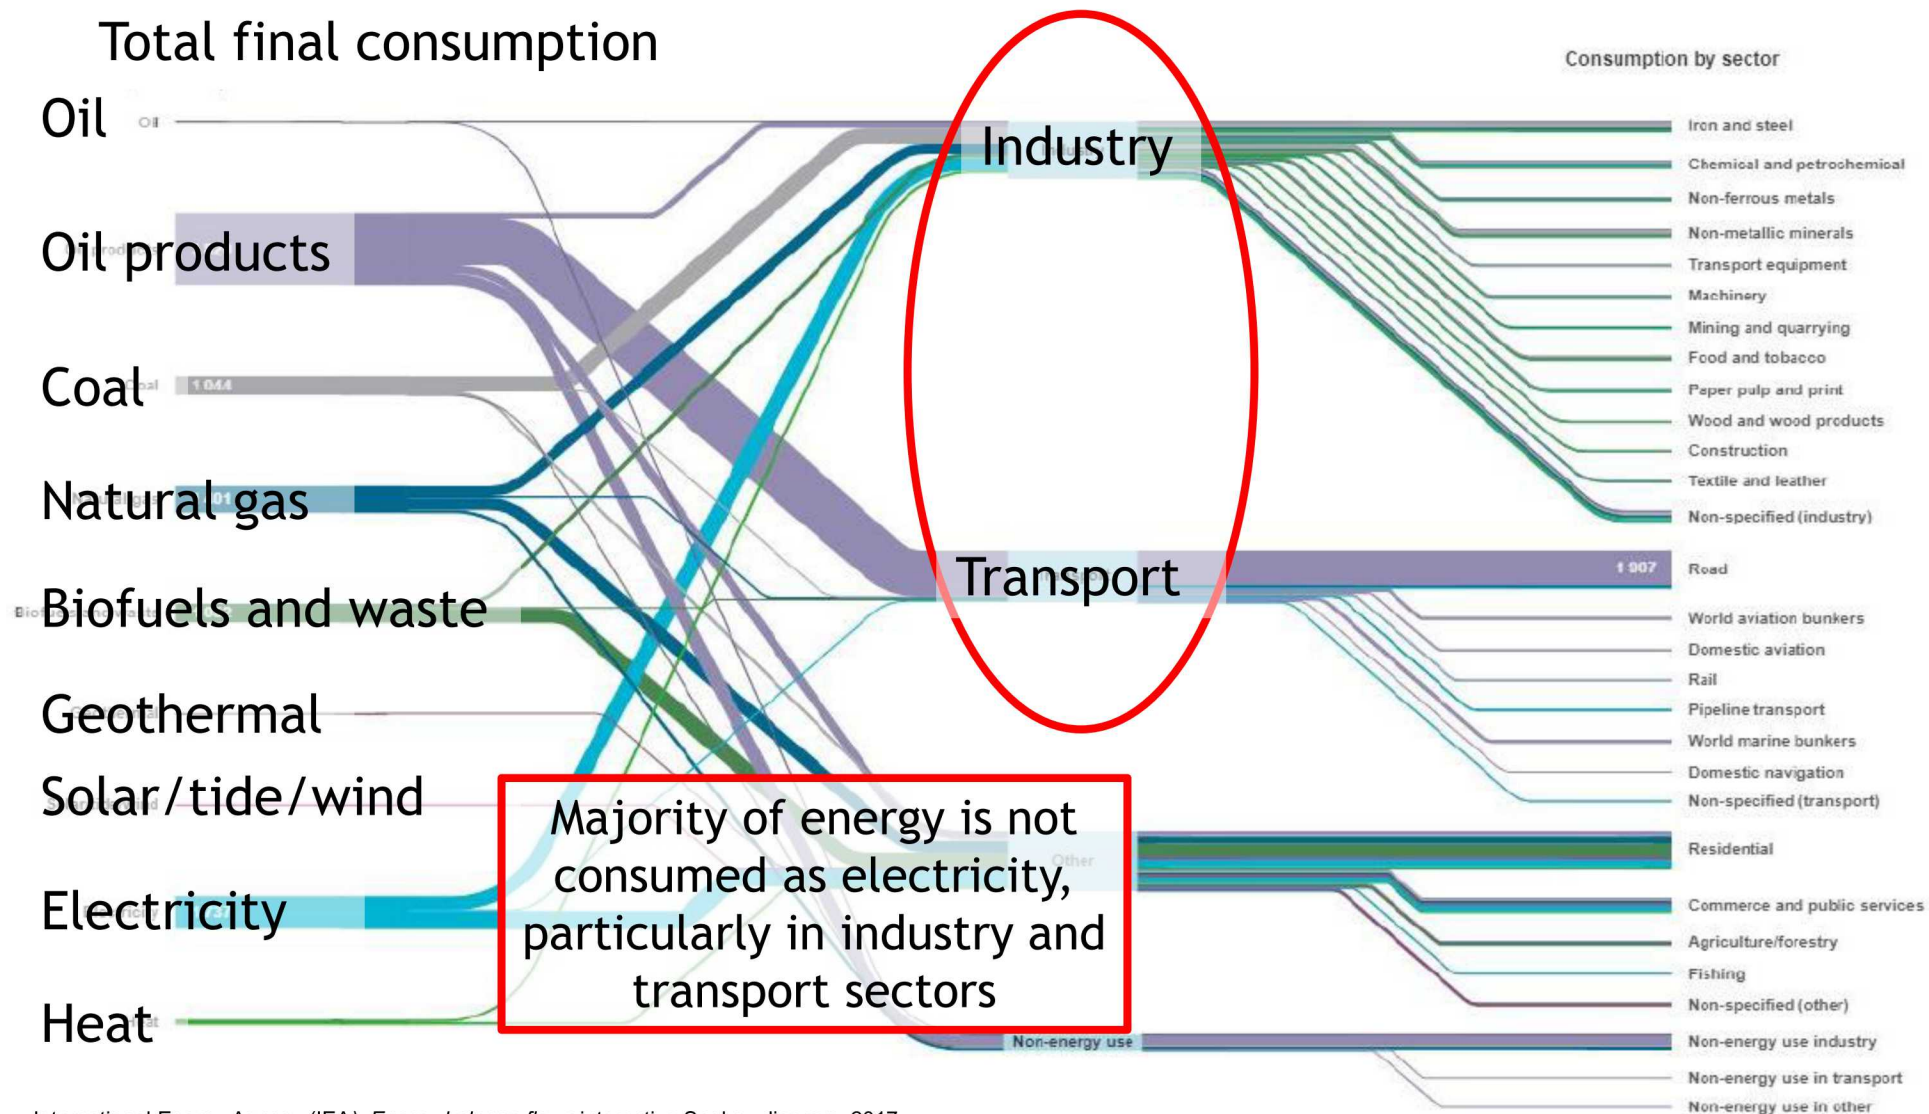 Total final consumption
Consumption by sector
Oil
Oil
Oil products
Coal
1 044
Natural gas
Biofuels and waste
Geothermal
Solar/tide/wind
Electricity
Heat
Industry
Transport
Other
Non-energy use
Majority of energy is not
consumed as electricity,
particularly in industry and
transport sectors
Iron and steel
Chemical and petrochemical
Non-ferrous metals
Non-metallic minerals
Transport equipment
Machinery
Mining and quarrying
Food and tobacco
Paper pulp and print
Wood and wood products
Construction
Textile and leather
Non-specified (industry)
1 907
Road
World aviation bunkers
Domestic aviation
Rail
Pipeline transport
World marine bunkers
Domestic navigation
Non-specified (transport)
Residential
Commerce and public services
Agriculture/forestry
Fishing
Non-specified (other)
Non-energy use industry
Non-energy use in transport
Non-energy use in other